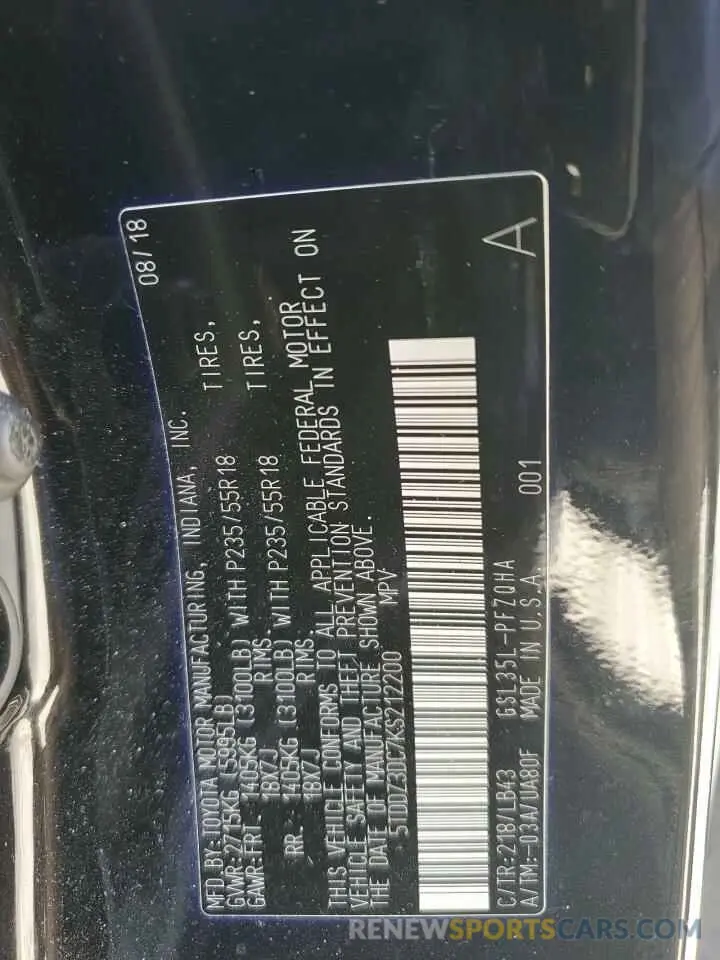 MFD.BY:TOYOTA MOTOR MANUFACTURING, INDIANA, INC. 08/18
GVWR:2715KG (5995LB)
GAWR:FRT. 1405KG (3100LB) WITH P235/55R18 TIRES,
18X7J RIMS.
RR. 1405KG (3100LB) WITH P235/55R18 TIRES,
18X7J RIMS.
THIS VEHICLE CONFORMS TO ALL APPLICABLE FEDERAL MOTOR
VEHICLE SAFETY AND THEFT PREVENTION STANDARDS IN EFFECT ON
THE DATE OF MANUFACTURE SHOWN ABOVE.
5TDDZ3DC7KS212200 MPV
C/TR:218/LB43 GSL35L-PFZQHA 001 A
A/TM:-03A/UA80F MADE IN U.S.A.
RENEWSPORTSCARS.COM